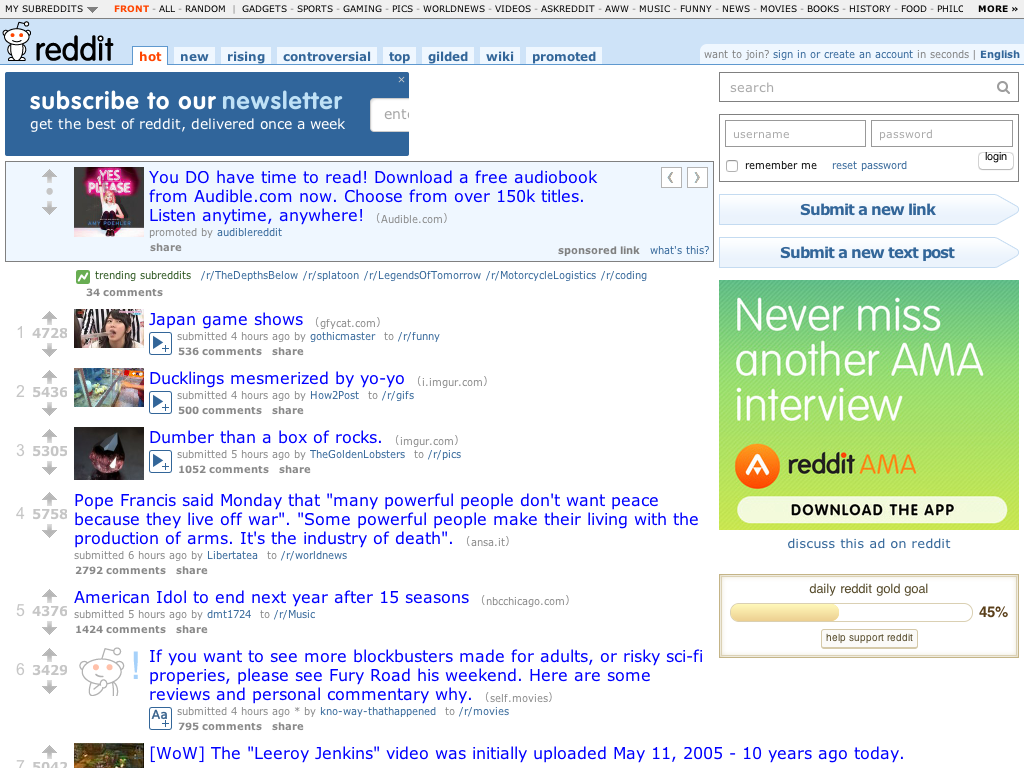 MY SUBREDDITS FRONT - ALL - RANDOM | GADGETS - SPORTS - GAMING - PICS - WORLDNEWS - VIDEOS - ASKREDDIT - AWW - MUSIC - FUNNY - NEWS - MOVIES - BOOKS - HISTORY - FOOD - PHILC MORE »
reddit hot new rising controversial top gilded wiki promoted
want to join? sign in or create an account in seconds | English
subscribe to our newsletter
get the best of reddit, delivered once a week
ente
×
search
username password
remember me reset password login
YES PLEASE
AMY POEHLER
You DO have time to read! Download a free audiobook
from Audible.com now. Choose from over 150k titles.
Listen anytime, anywhere! (Audible.com)
promoted by audiblereddit
share
sponsored link what's this?
Submit a new link
Submit a new text post
trending subreddits /r/TheDepthsBelow /r/splatoon /r/LegendsOfTomorrow /r/MotorcycleLogistics /r/coding
34 comments
1 4728 Japan game shows (gfycat.com)
submitted 4 hours ago by gothicmaster to /r/funny
536 comments share
2 5436 Ducklings mesmerized by yo-yo (i.imgur.com)
submitted 4 hours ago by How2Post to /r/gifs
500 comments share
3 5305 Dumber than a box of rocks. (imgur.com)
submitted 5 hours ago by TheGoldenLobsters to /r/pics
1052 comments share
4 5758 Pope Francis said Monday that "many powerful people don't want peace
because they live off war". "Some powerful people make their living with the
production of arms. It's the industry of death". (ansa.it)
submitted 6 hours ago by Libertatea to /r/worldnews
2792 comments share
5 4376 American Idol to end next year after 15 seasons (nbcchicago.com)
submitted 5 hours ago by dmt1724 to /r/Music
1424 comments share
6 3429 If you want to see more blockbusters made for adults, or risky sci-fi
properies, please see Fury Road his weekend. Here are some
reviews and personal commentary why. (self.movies)
Aa+ submitted 4 hours ago * by kno-way-thathappened to /r/movies
795 comments share
7 5042 [WoW] The "Leeroy Jenkins" video was initially uploaded May 11, 2005 - 10 years ago today.
Never miss
another AMA
interview
reddit AMA
DOWNLOAD THE APP
discuss this ad on reddit
daily reddit gold goal
45%
help support reddit